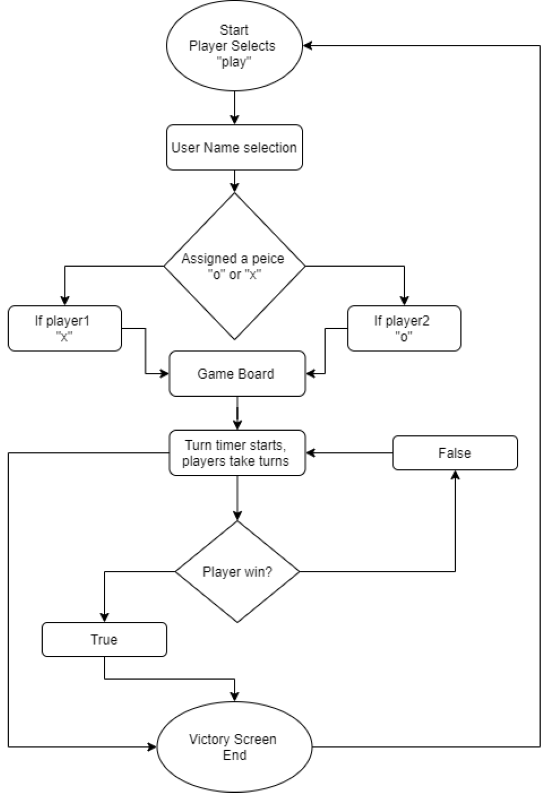 Start
Player Selects
"play"
User Name selection
Assigned a peice
"o" or "x"
If player1
"x"
If player2
"o"
Game Board
Turn timer starts,
players take turns
False
Player win?
True
Victory Screen
End